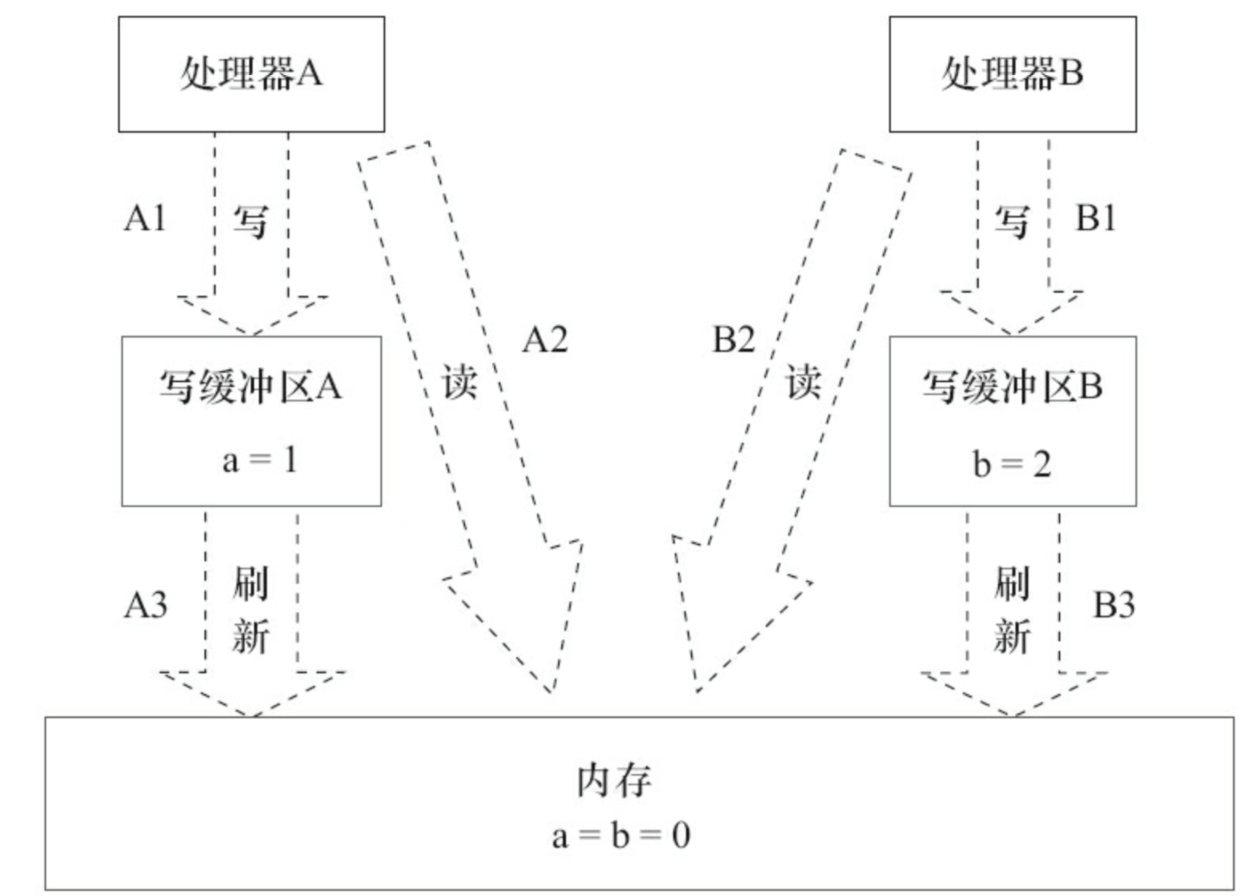 处理器A
处理器B
A1
写
写
B1
A2
B2
读
读
写缓冲区A
a = 1
写缓冲区B
b = 2
A3
刷
新
刷
新
B3
内存
a = b = 0